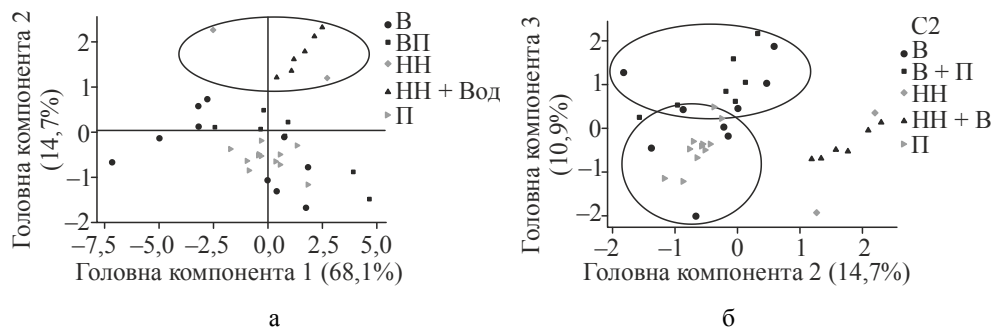 Головна компонента 2
(14,7%)
2
1
0
–1
–2
–7,5
–5,0
–2,5
0,0
2,5
5,0
Головна компонента 1 (68,1%)
В
ВП
НН
НН + Вод
П
а
Головна компонента 3
(10,9%)
2
1
0
–1
–2
–2
–1
0
1
2
Головна компонента 2 (14,7%)
С2
В
В + П
НН
НН + В
П
б